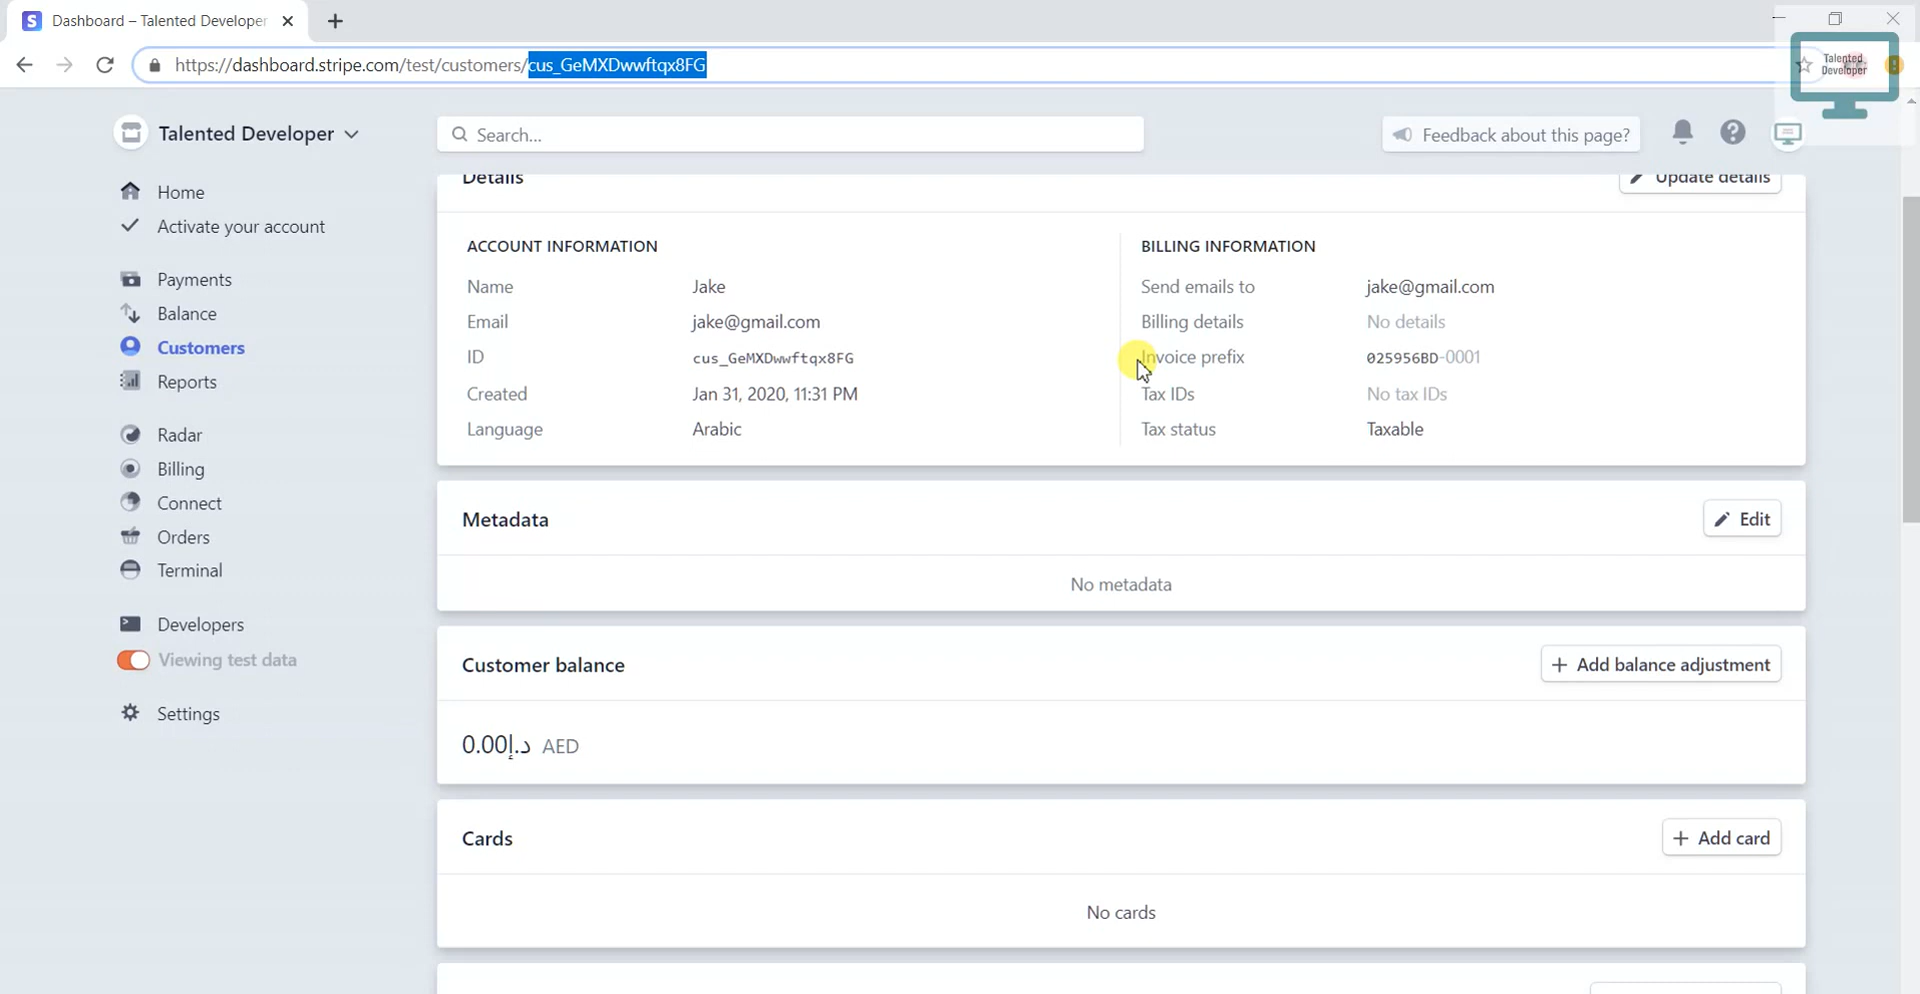 Dashboard – Talented Developer
https://dashboard.stripe.com/test/customers/cus_GeMXDwwftqx8FG
Talented
Developer
Talented Developer
Search...
Feedback about this page?
Home
Activate your account
Payments
Balance
Customers
Reports
Radar
Billing
Connect
Orders
Terminal
Developers
Viewing test data
Settings
Details
Update details
ACCOUNT INFORMATION
Name Jake
Email jake@gmail.com
ID cus_GeMXDwwftqx8FG
Created Jan 31, 2020, 11:31 PM
Language Arabic
BILLING INFORMATION
Send emails to jake@gmail.com
Billing details No details
Invoice prefix 025956BD-0001
Tax IDs No tax IDs
Tax status Taxable
Metadata
Edit
No metadata
Customer balance
+ Add balance adjustment
0.00د.إ AED
Cards
+ Add card
No cards